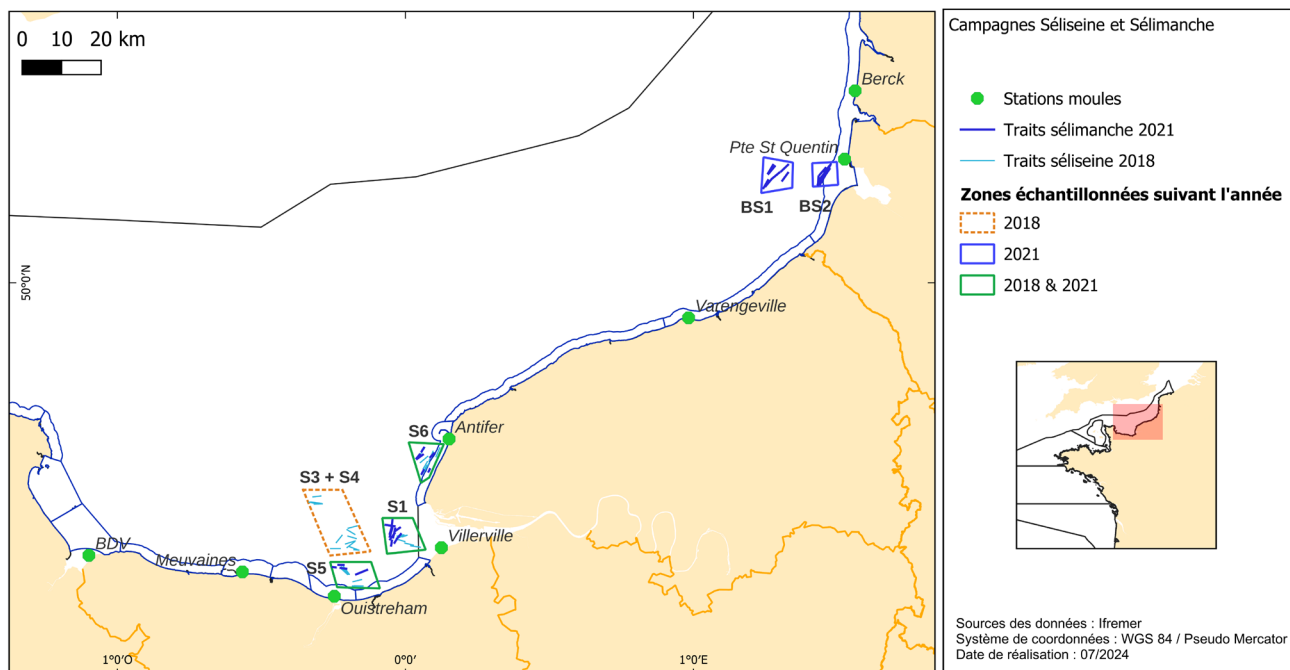 0 10 20 km
Berck
Pte St Quentin
BS1
BS2
50°0'N
Varengeville
Antifer
S6
S3 + S4
S1
Villerville
BDV
Meuvaines
S5
Ouistreham
1°0'O
0°0'
1°0'E
Campagnes Séliseine et Sélimanche
Stations moules
Traits sélimanche 2021
Traits séliseine 2018
Zones échantillonnées suivant l'année
2018
2021
2018 & 2021
Sources des données : Ifremer
Système de coordonnées : WGS 84 / Pseudo Mercator
Date de réalisation : 07/2024